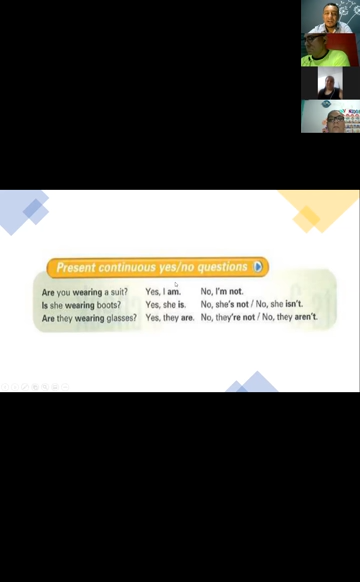 Present continuous yes/no questions
Are you wearing a suit? Yes, I am. No, I'm not.
Is she wearing boots? Yes, she is. No, she's not / No, she isn't.
Are they wearing glasses? Yes, they are. No, they're not / No, they aren't.